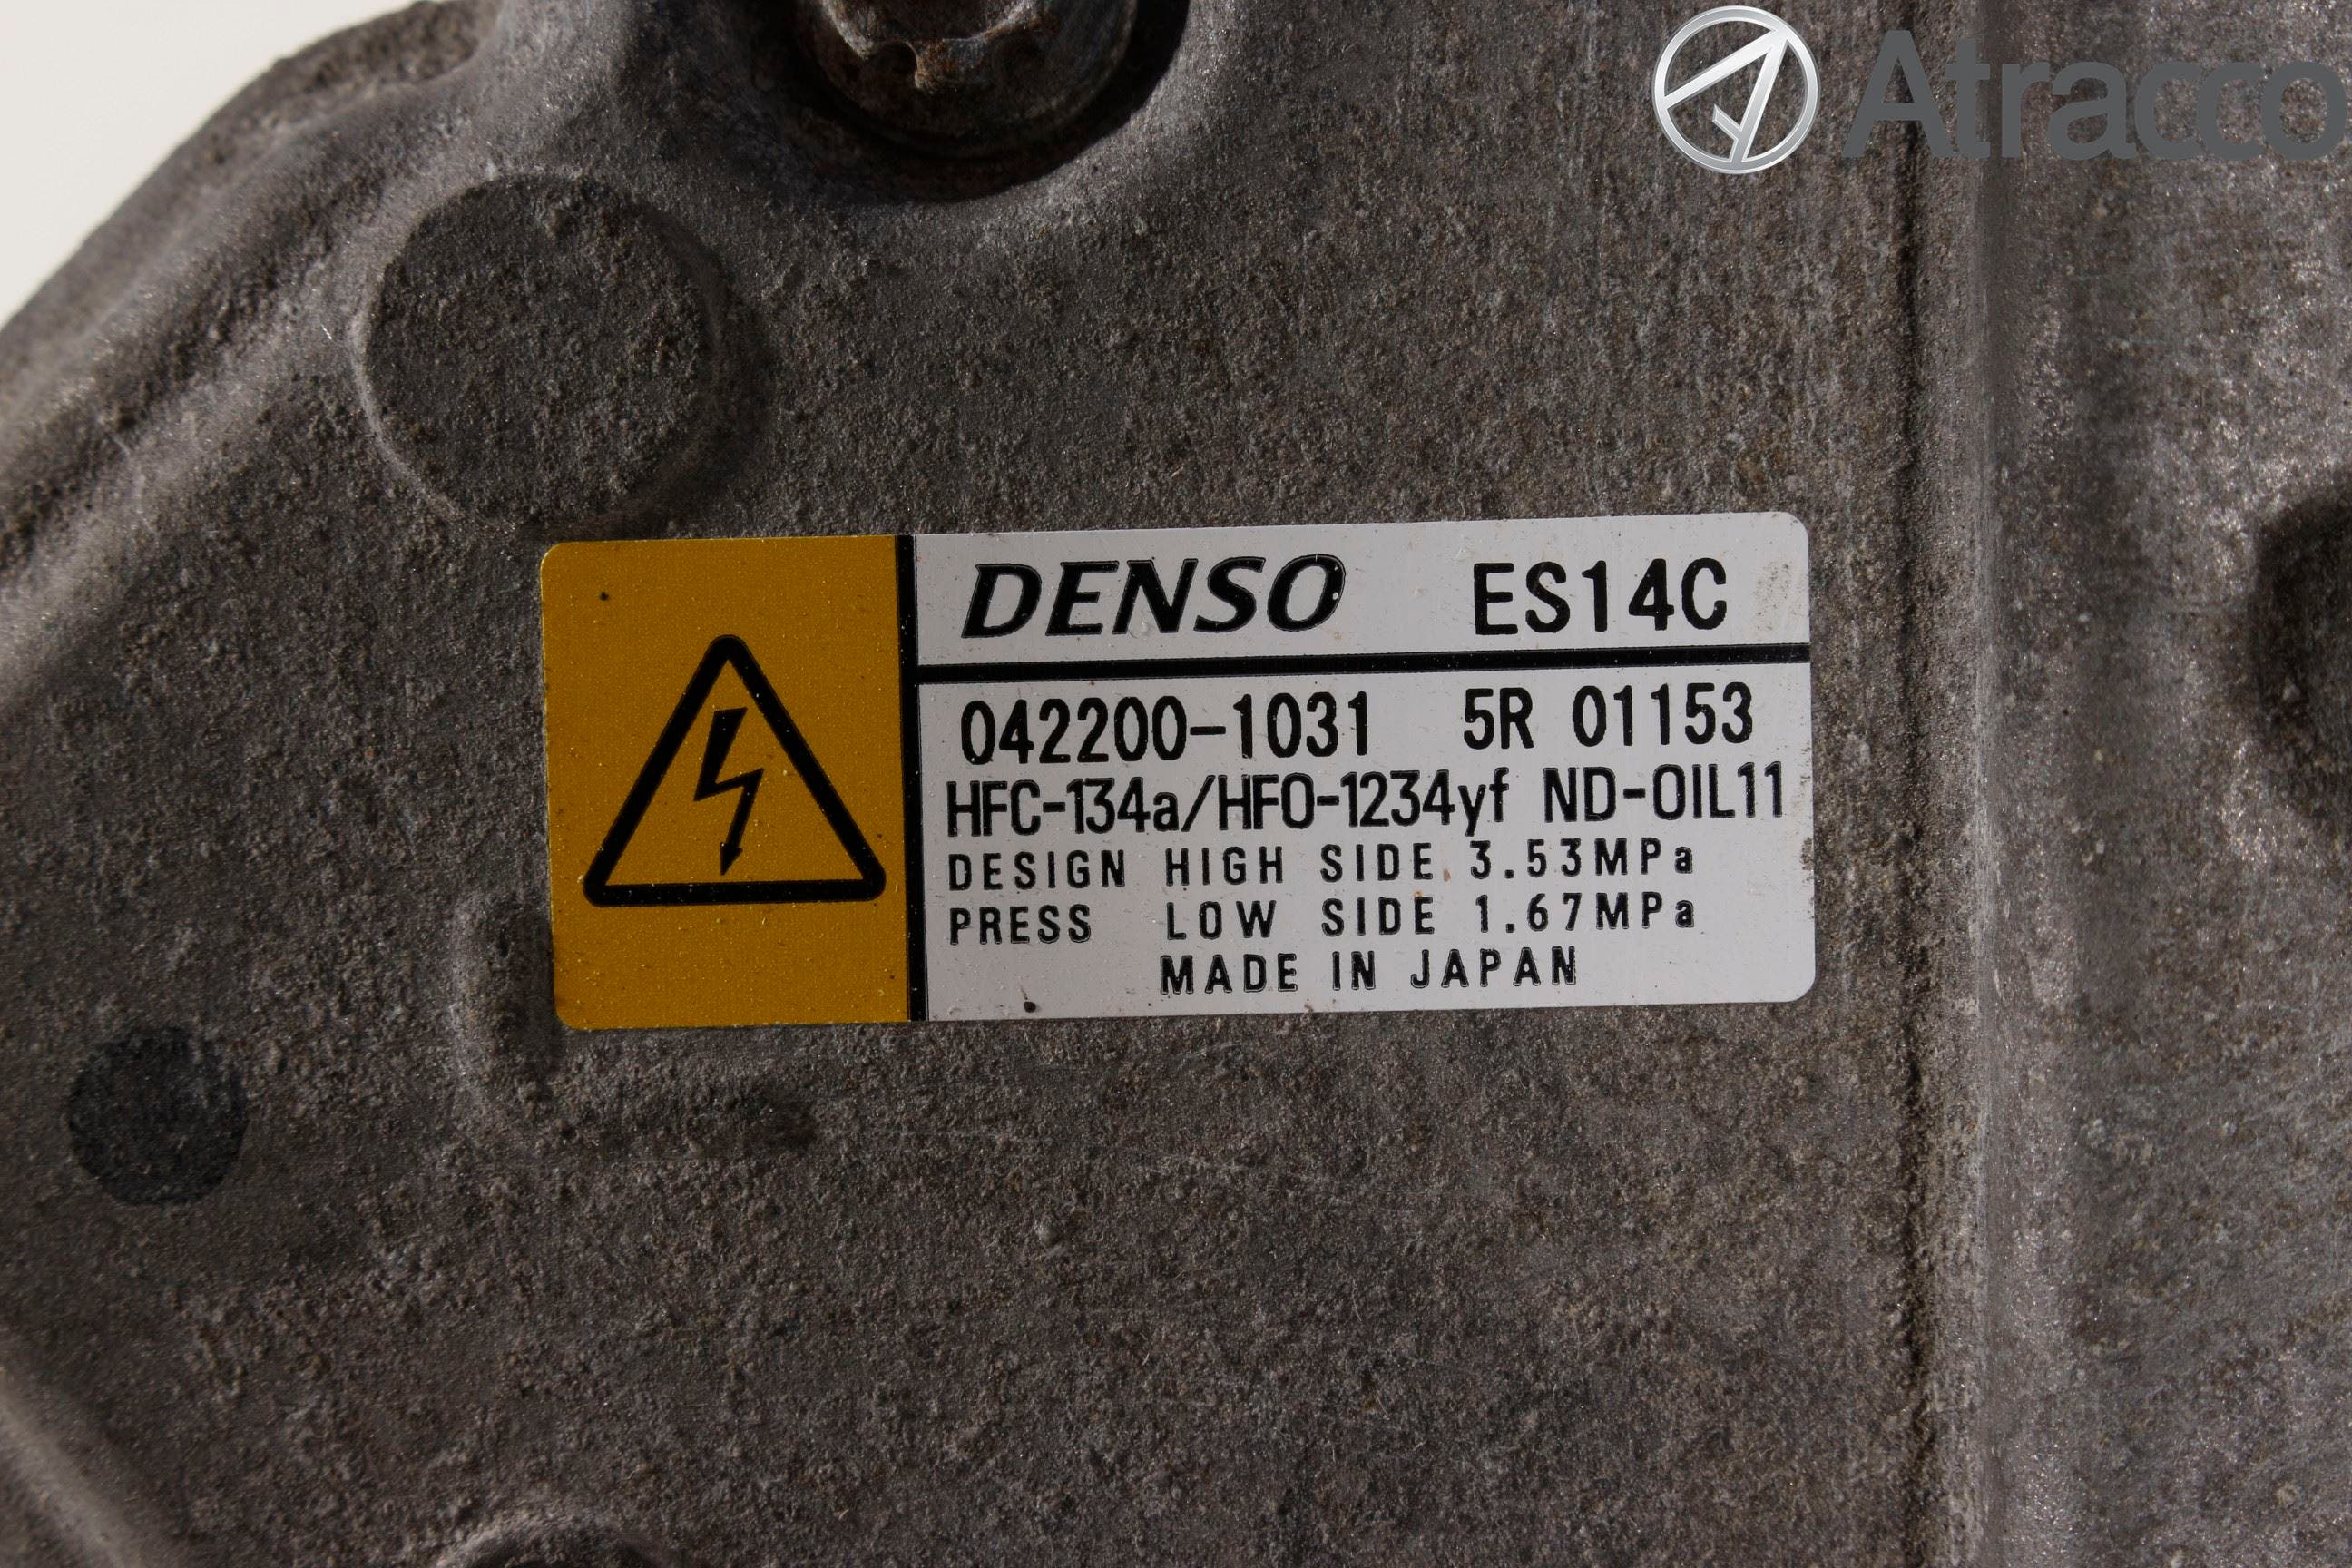 Atracco
DENSO ES14C
042200-1031 5R 01153
HFC-134a/HFO-1234yf ND-OIL11
DESIGN HIGH SIDE 3.53MPa
PRESS LOW SIDE 1.67MPa
MADE IN JAPAN